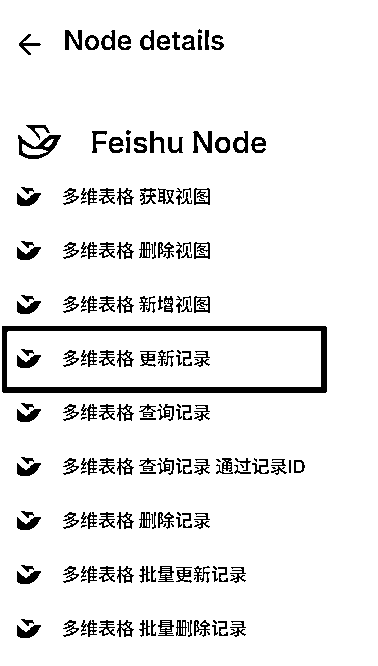 Node details
Feishu Node
多维表格 获取视图
多维表格 删除视图
多维表格 新增视图
多维表格 更新记录
多维表格 查询记录
多维表格 查询记录 通过记录ID
多维表格 删除记录
多维表格 批量更新记录
多维表格 批量删除记录